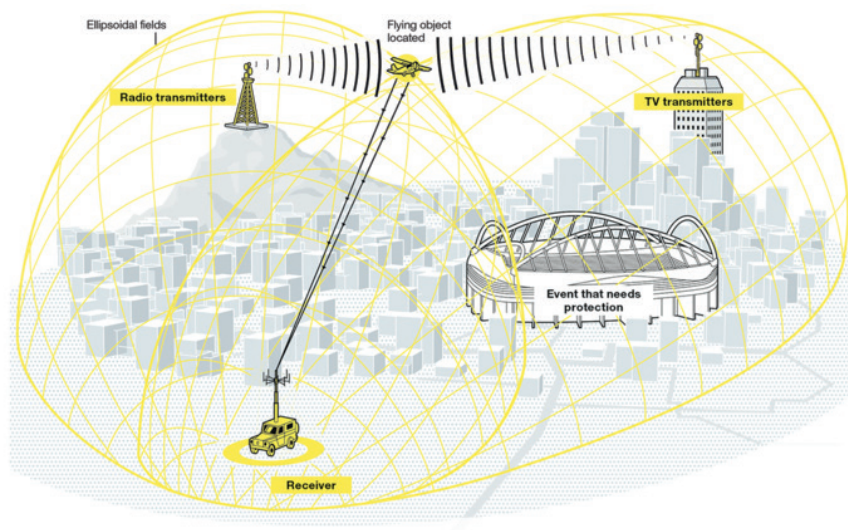 Ellipsoidal fields
Flying object
located
Radio transmitters
TV transmitters
Event that needs
protection
Receiver